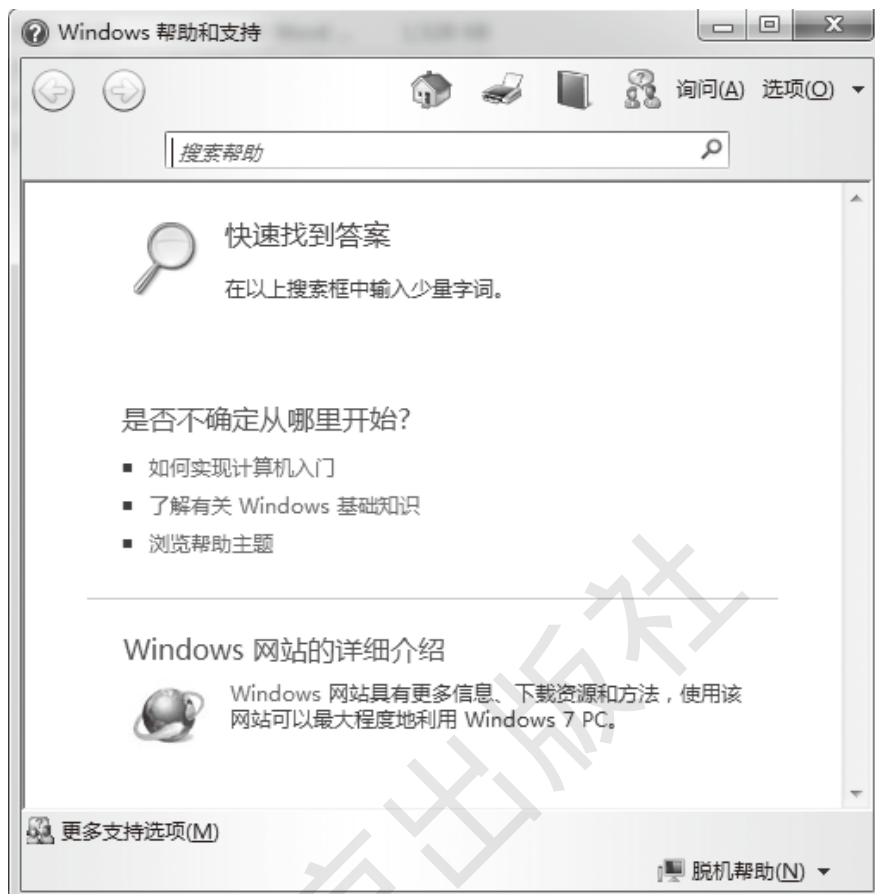 Windows 帮助和支持
询问(A) 选项(O)
搜索帮助
快速找到答案
在以上搜索框中输入少量字词。
是否不确定从哪里开始?
如何实现计算机入门
了解有关 Windows 基础知识
浏览帮助主题
Windows 网站的详细介绍
Windows 网站具有更多信息、下载资源和方法，使用该
网站可以最大程度地利用 Windows 7 PC。
更多支持选项(M)
脱机帮助(N)
出版社